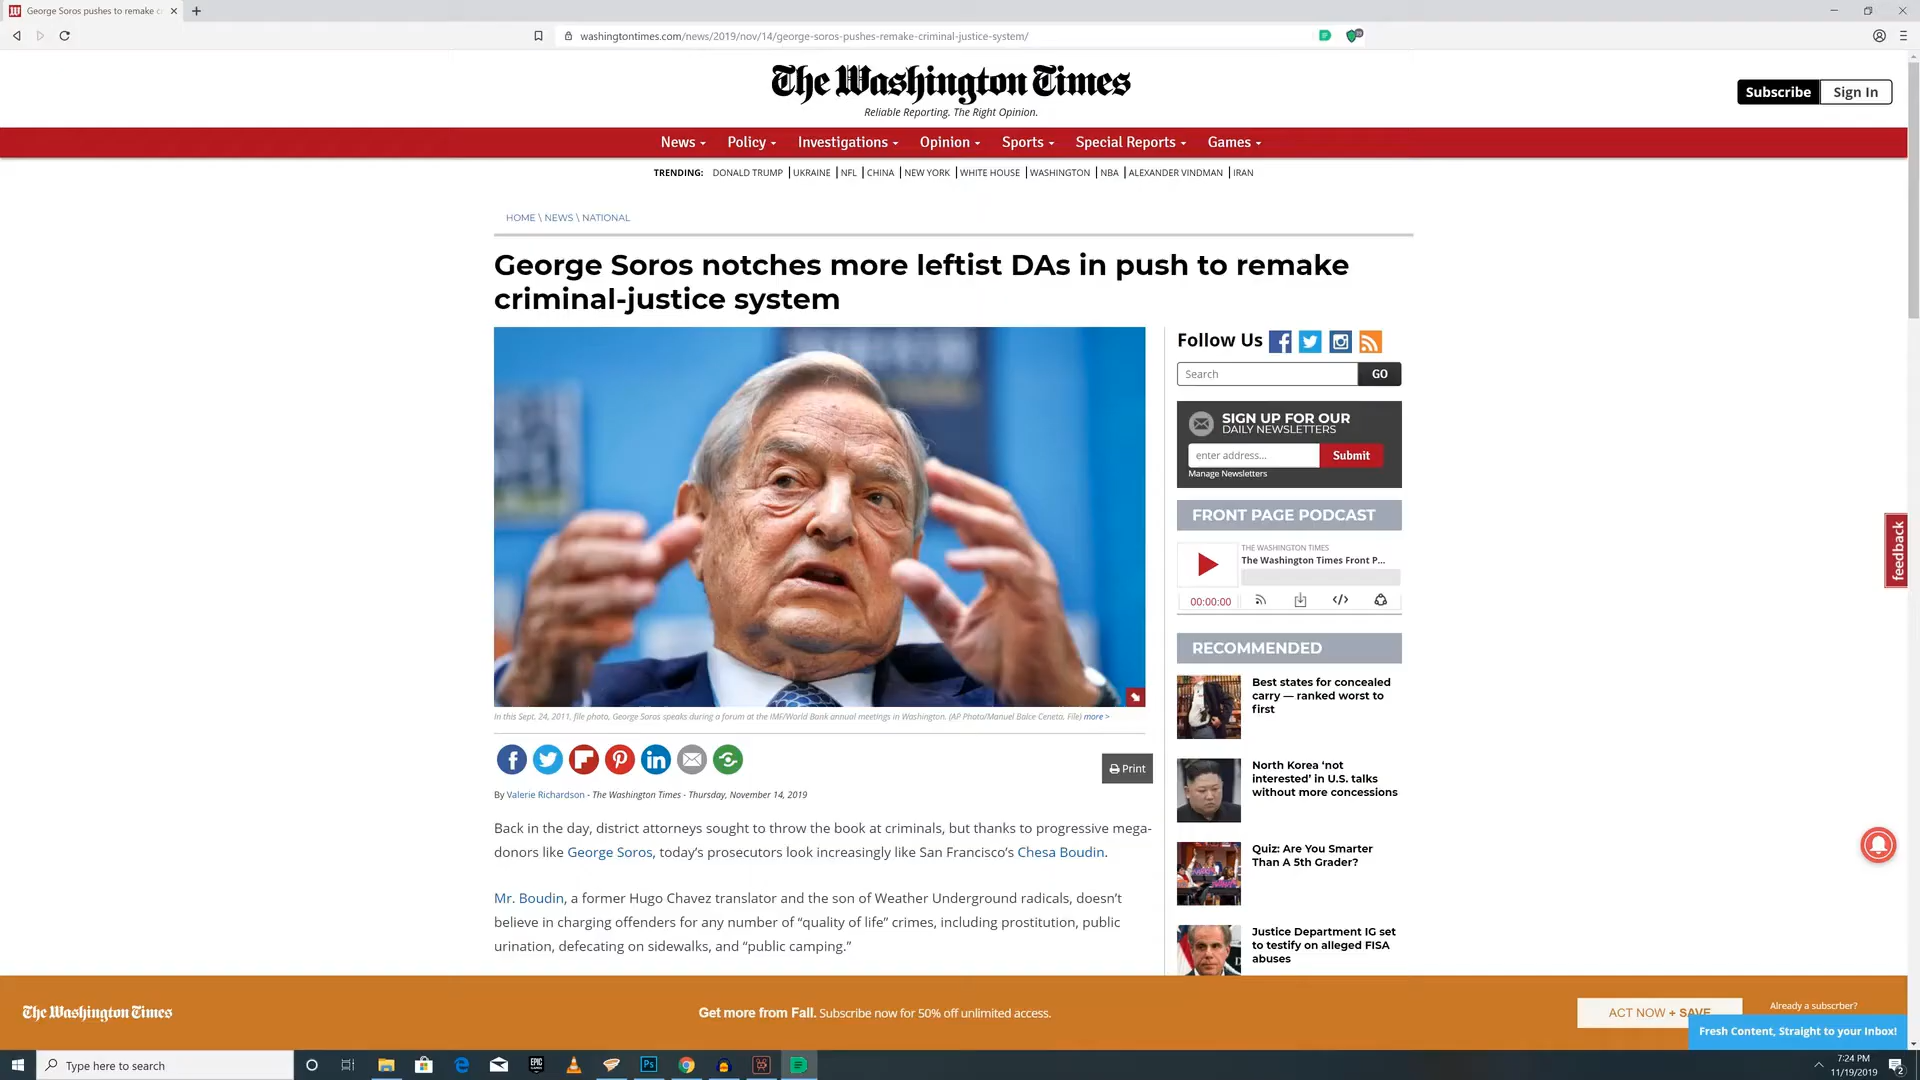 George Soros pushes to remake c
washingtontimes.com/news/2019/nov/14/george-soros-pushes-remake-criminal-justice-system/
The Washington Times
Reliable Reporting. The Right Opinion.
Subscribe
Sign In
News
Policy
Investigations
Opinion
Sports
Special Reports
Games
TRENDING: DONALD TRUMP | UKRAINE | NFL | CHINA | NEW YORK | WHITE HOUSE | WASHINGTON | NBA | ALEXANDER VINDMAN | IRAN
HOME \ NEWS \ NATIONAL
George Soros notches more leftist DAs in push to remake
criminal-justice system
In this Sept. 24, 2011, file photo, George Soros speaks during a forum at the IMF/World Bank annual meetings in Washington. (AP Photo/Manuel Balce Ceneta, File) more >
Print
By Valerie Richardson - The Washington Times - Thursday, November 14, 2019
Back in the day, district attorneys sought to throw the book at criminals, but thanks to progressive mega-
donors like George Soros, today's prosecutors look increasingly like San Francisco's Chesa Boudin.
Mr. Boudin, a former Hugo Chavez translator and the son of Weather Underground radicals, doesn't
believe in charging offenders for any number of "quality of life" crimes, including prostitution, public
urination, defecating on sidewalks, and "public camping."
Follow Us
Search
GO
SIGN UP FOR OUR
DAILY NEWSLETTERS
enter address...
Submit
Manage Newsletters
FRONT PAGE PODCAST
THE WASHINGTON TIMES
The Washington Times Front P...
00:00:00
RECOMMENDED
Best states for concealed
carry — ranked worst to
first
North Korea 'not
interested' in U.S. talks
without more concessions
Quiz: Are You Smarter
Than A 5th Grader?
Justice Department IG set
to testify on alleged FISA
abuses
feedback
The Washington Times
Get more from Fall. Subscribe now for 50% off unlimited access.
ACT NOW + SAVE
Already a subscrber?
Fresh Content, Straight to your Inbox!
Type here to search
EPIC
Ps
7:24 PM
11/19/2019
2